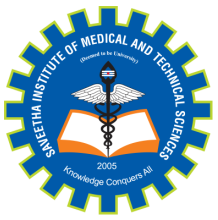 SAVEETHA INSTITUTE OF MEDICAL AND TECHNICAL SCIENCES
(Deemed to be University)
2005
Knowledge Conquers All